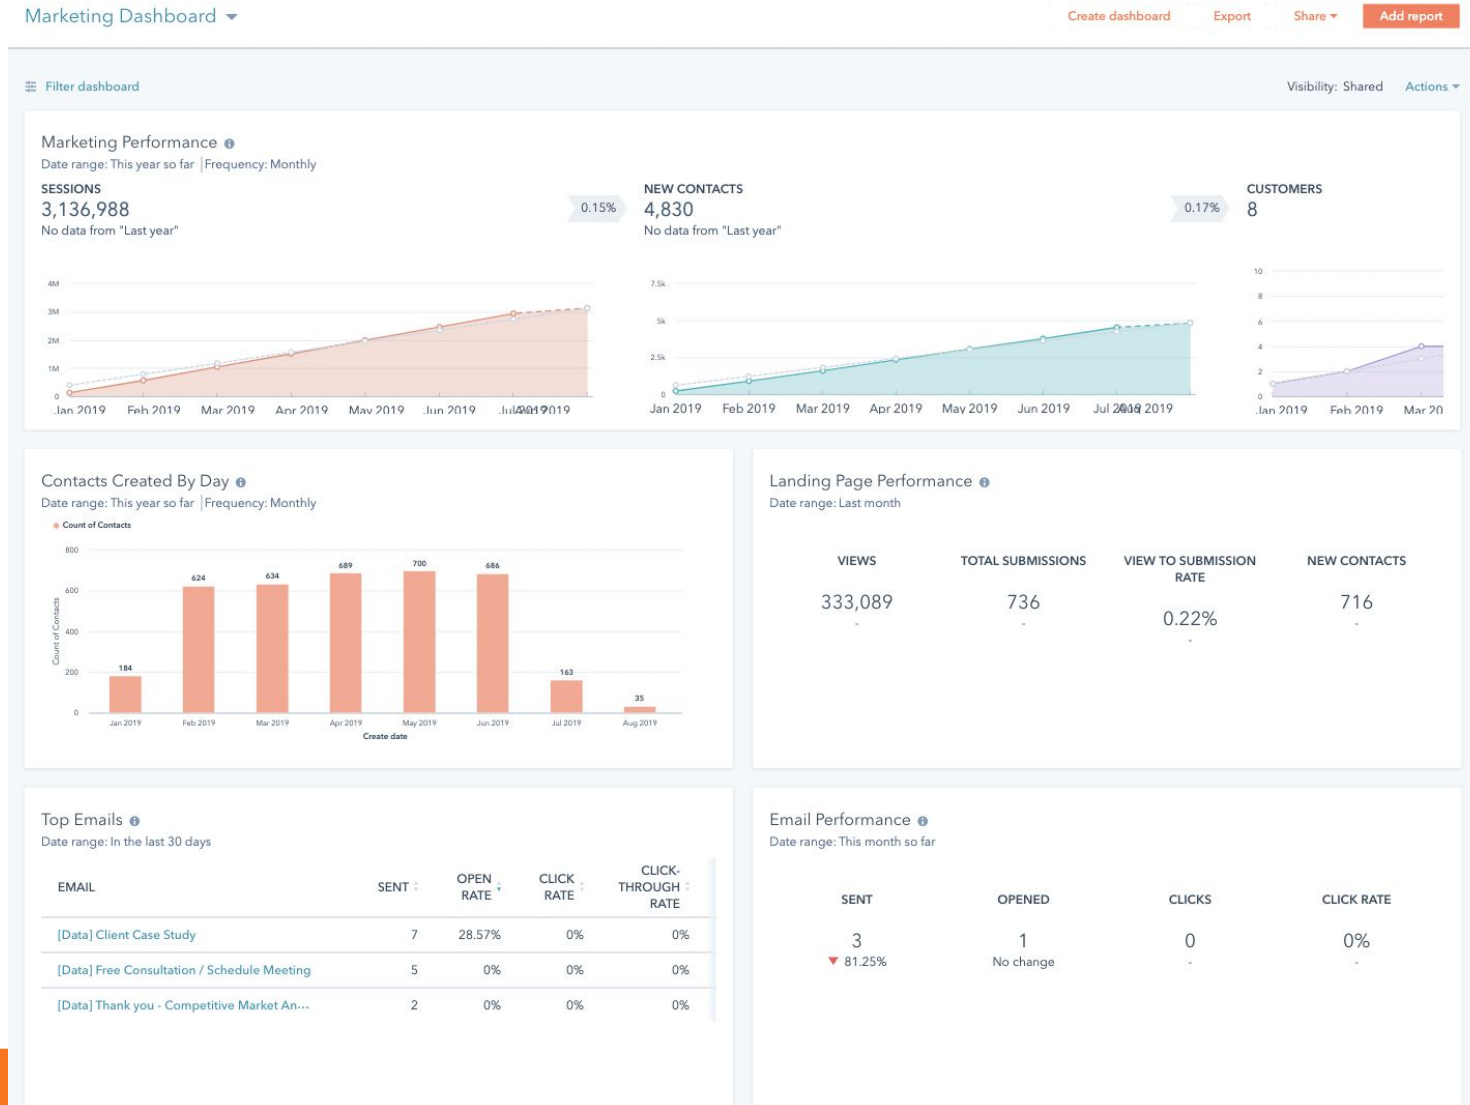 Marketing Dashboard
Create dashboard Export Share Add report
Filter dashboard
Visibility: Shared Actions
Marketing Performance
Date range: This year so far | Frequency: Monthly
SESSIONS
3,136,988
No data from "Last year"
0.15%
NEW CONTACTS
4,830
No data from "Last year"
0.17%
CUSTOMERS
8
4M
3M
2M
1M
0
Jan 2019 Feb 2019 Mar 2019 Apr 2019 May 2019 Jun 2019 Jul 2019
7.5k
5k
2.5k
0
Jan 2019 Feb 2019 Mar 2019 Apr 2019 May 2019 Jun 2019 Jul 2019
10
8
6
4
2
0
Jan 2019 Feb 2019 Mar 20
Contacts Created By Day
Date range: This year so far | Frequency: Monthly
Count of Contacts
800
600
400
200
0
Count of Contacts
184 624 634 689 700 686 163 35
Jan 2019 Feb 2019 Mar 2019 Apr 2019 May 2019 Jun 2019 Jul 2019 Aug 2019
Create date
Landing Page Performance
Date range: Last month
VIEWS TOTAL SUBMISSIONS VIEW TO SUBMISSION NEW CONTACTS
RATE
333,089 736 0.22% 716
- - - -
Top Emails
Date range: In the last 30 days
EMAIL SENT OPEN CLICK CLICK-
RATE RATE THROUGH
RATE
[Data] Client Case Study 7 28.57% 0% 0%
[Data] Free Consultation / Schedule Meeting 5 0% 0% 0%
[Data] Thank you - Competitive Market An... 2 0% 0% 0%
Email Performance
Date range: This month so far
SENT OPENED CLICKS CLICK RATE
3 1 0 0%
81.25% No change - -